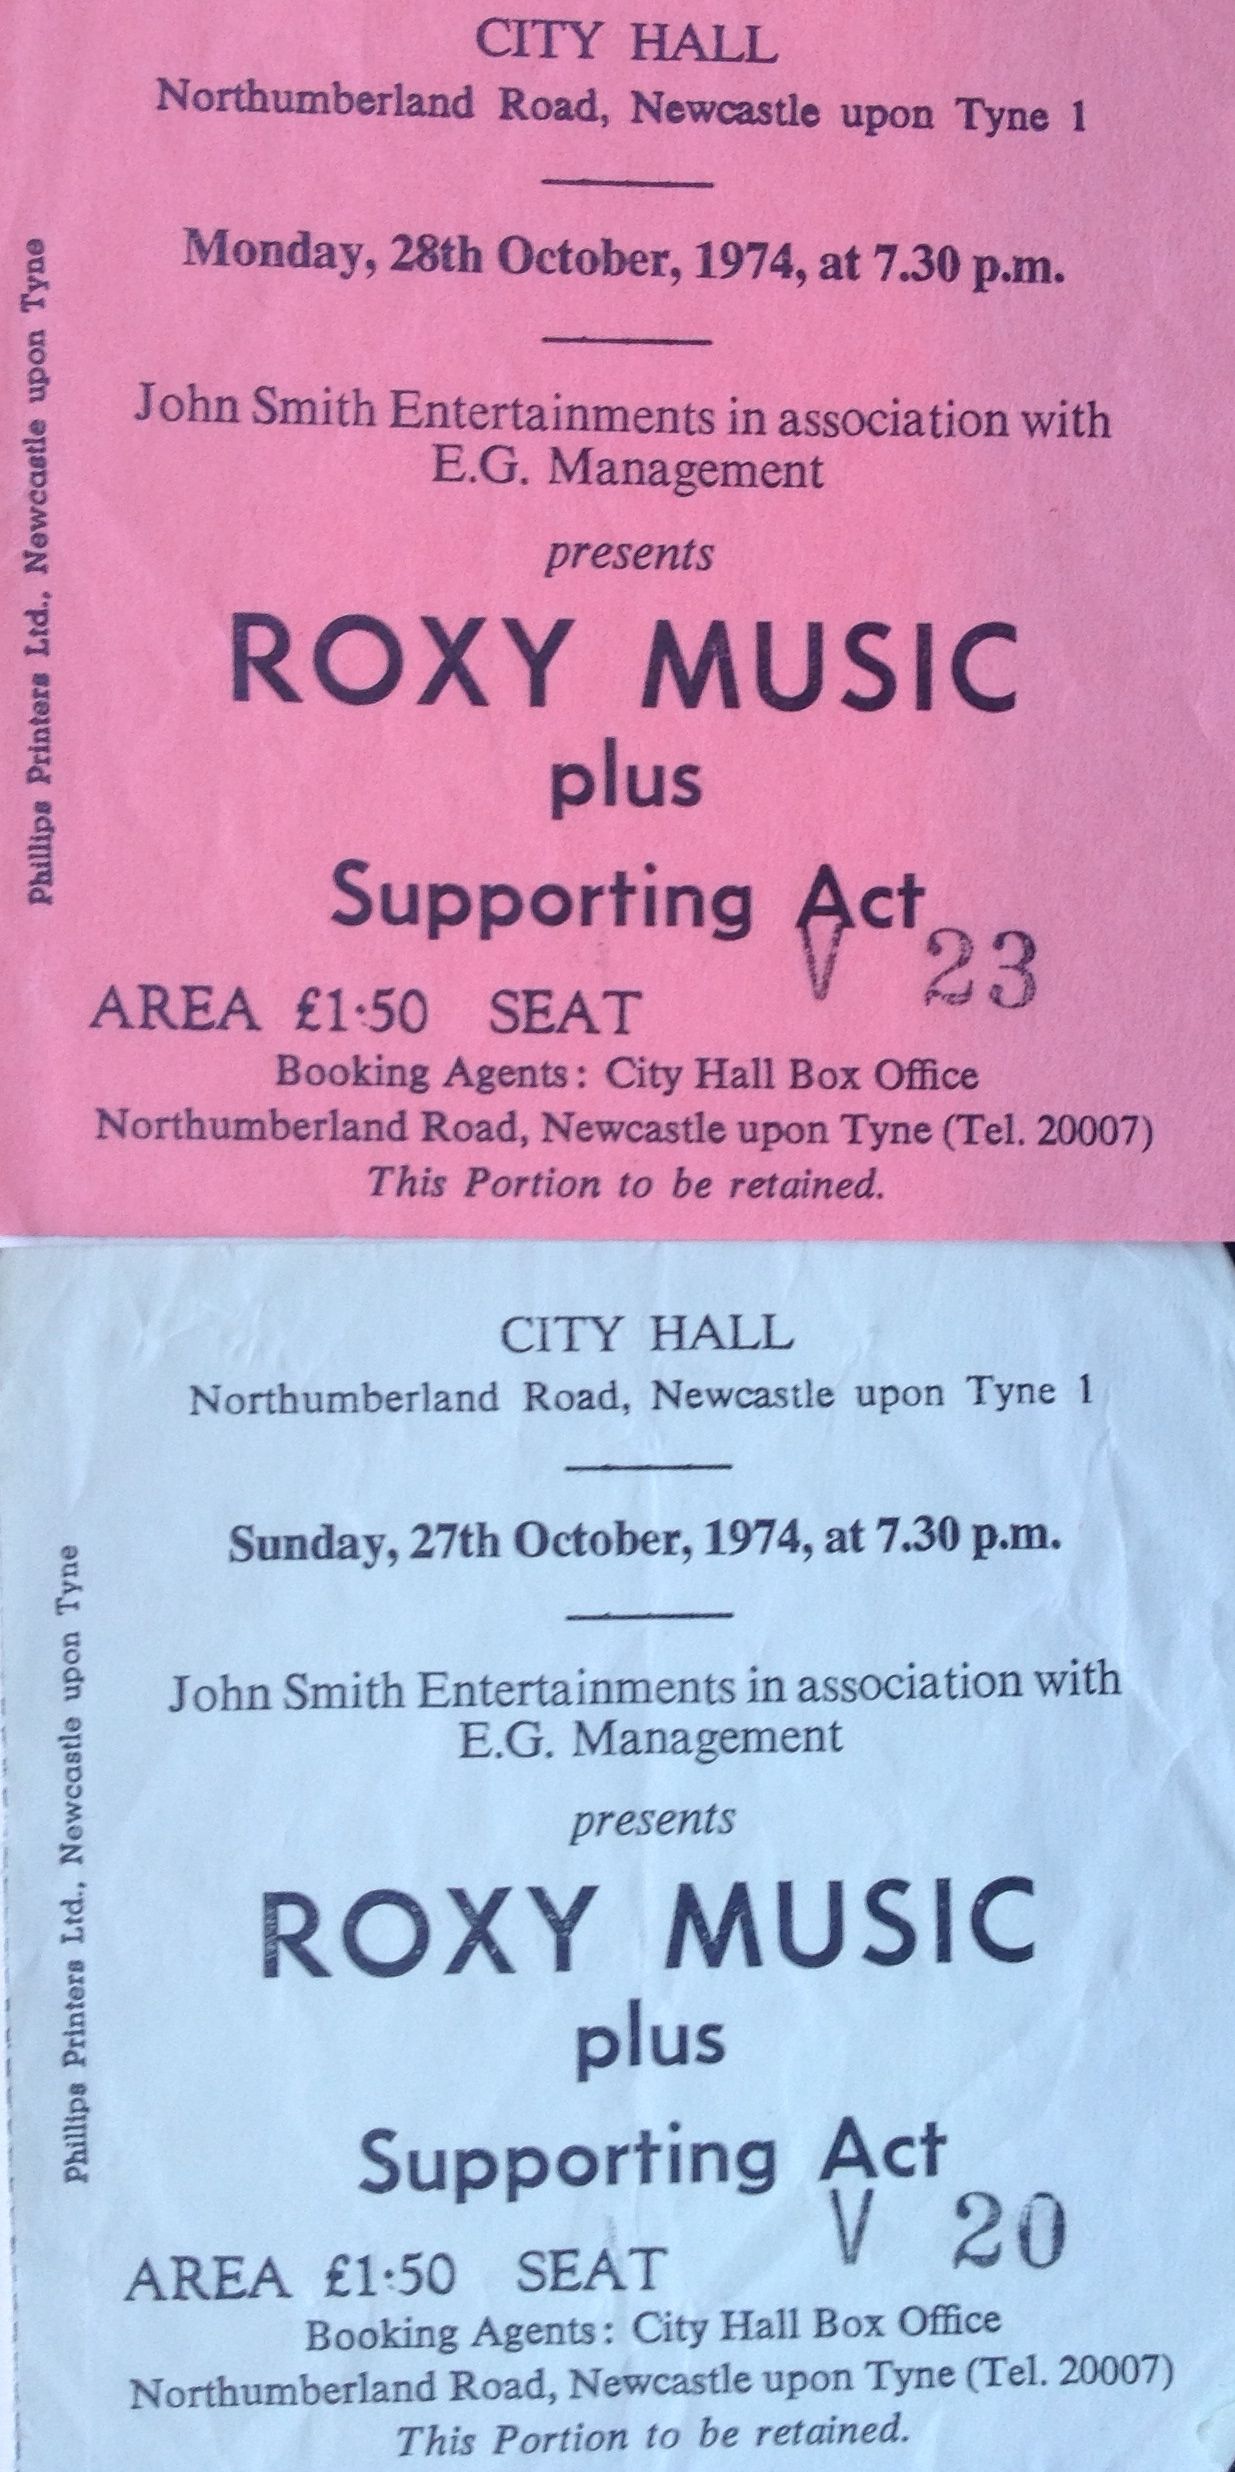 CITY HALL
Northumberland Road, Newcastle upon Tyne 1
Monday, 28th October, 1974, at 7.30 p.m.
John Smith Entertainments in association with
E.G. Management
presents
ROXY MUSIC
plus
Supporting Act
V 23
AREA £1·50 SEAT
Booking Agents: City Hall Box Office
Northumberland Road, Newcastle upon Tyne (Tel. 20007)
This Portion to be retained.
Phillips Printers Ltd., Newcastle upon Tyne
CITY HALL
Northumberland Road, Newcastle upon Tyne 1
Sunday, 27th October, 1974, at 7.30 p.m.
John Smith Entertainments in association with
E.G. Management
presents
ROXY MUSIC
plus
Supporting Act
V 20
AREA £1·50 SEAT
Booking Agents: City Hall Box Office
Northumberland Road, Newcastle upon Tyne (Tel. 20007)
This Portion to be retained.
Phillips Printers Ltd., Newcastle upon Tyne